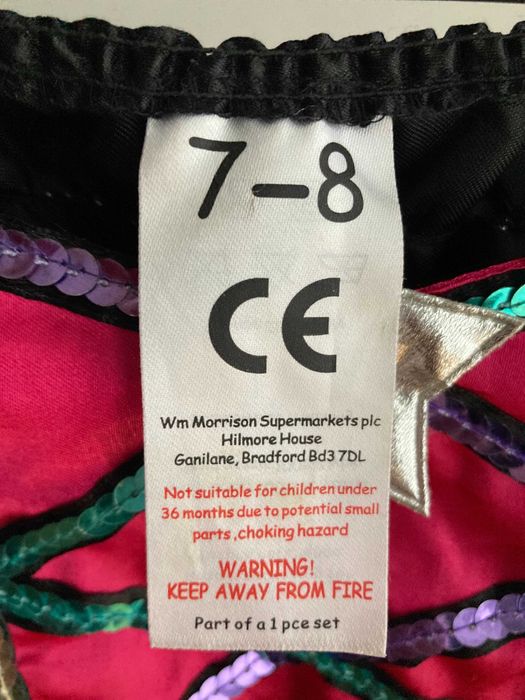 7-8
CE
Wm Morrison Supermarkets plc
Hilmore House
Ganilane, Bradford Bd3 7DL
Not suitable for children under
36 months due to potential small
parts ,choking hazard
WARNING!
KEEP AWAY FROM FIRE
Part of a 1 pce set